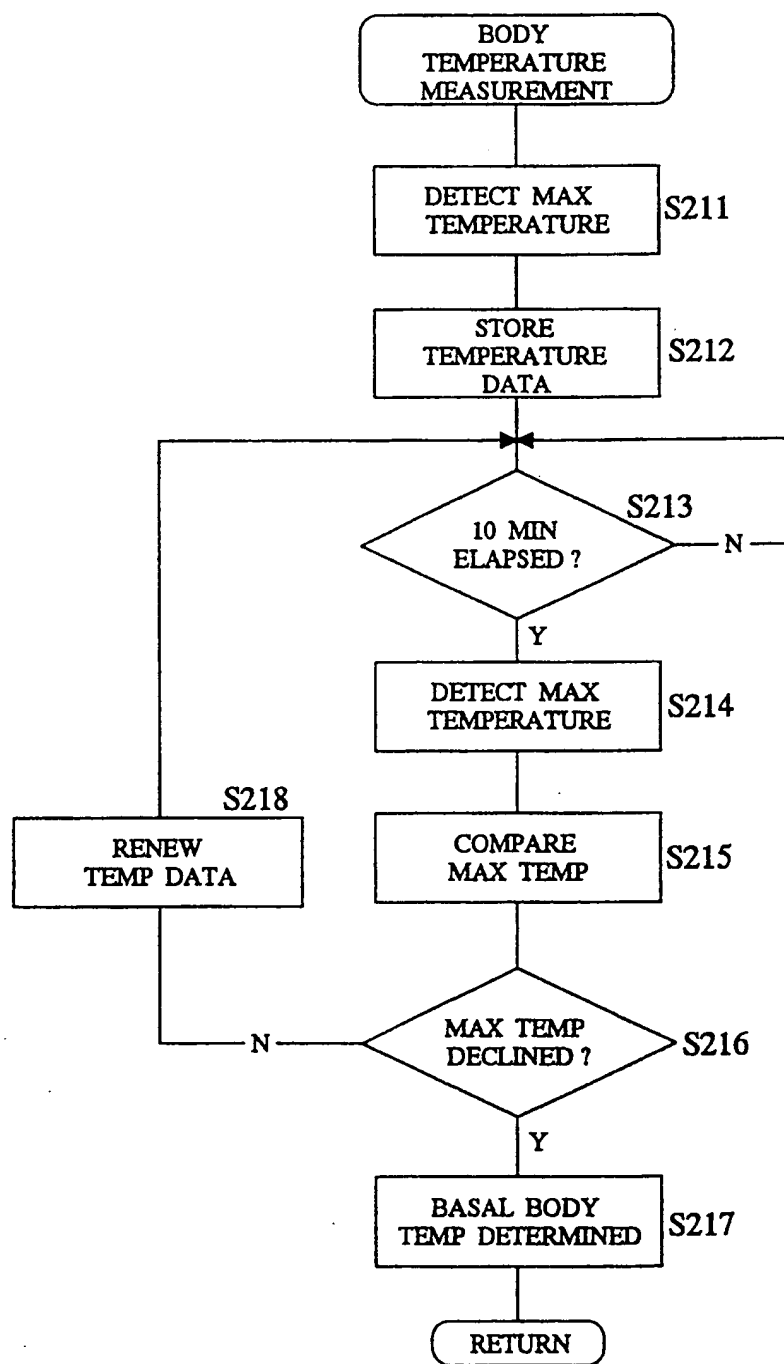 BODY
TEMPERATURE
MEASUREMENT
DETECT MAX
TEMPERATURE
S211
STORE
TEMPERATURE
DATA
S212
S213
10 MIN
ELAPSED ?
N
Y
DETECT MAX
TEMPERATURE
S214
S218
RENEW
TEMP DATA
COMPARE
MAX TEMP
S215
N
MAX TEMP
DECLINED ?
S216
Y
BASAL BODY
TEMP DETERMINED
S217
RETURN